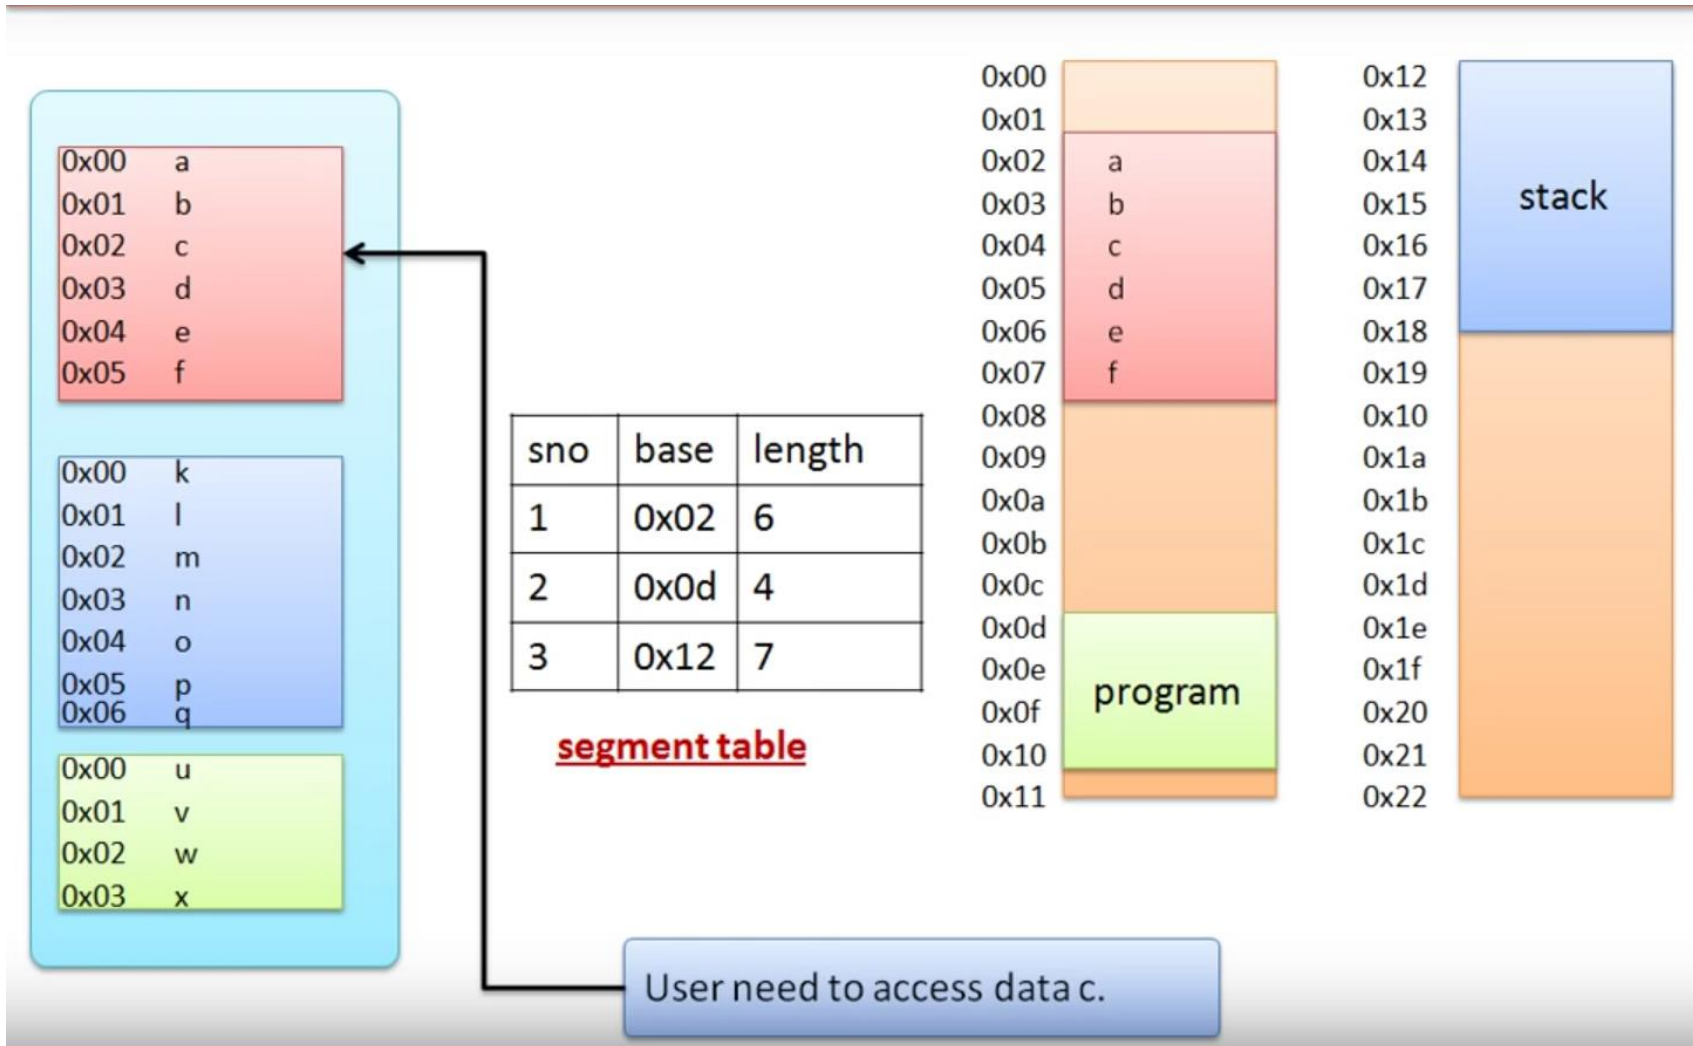 0x00 a
0x01 b
0x02 c
0x03 d
0x04 e
0x05 f
0x00 k
0x01 l
0x02 m
0x03 n
0x04 o
0x05 p
0x06 q
0x00 u
0x01 v
0x02 w
0x03 x
sno base length
1 0x02 6
2 0x0d 4
3 0x12 7
segment table
0x00
0x01
0x02 a
0x03 b
0x04 c
0x05 d
0x06 e
0x07 f
0x08
0x09
0x0a
0x0b
0x0c
0x0d
0x0e
0x0f
0x10
0x11
program
0x12
0x13
0x14
0x15
0x16
0x17
0x18
0x19
0x10
0x1a
0x1b
0x1c
0x1d
0x1e
0x1f
0x20
0x21
0x22
stack
User need to access data c.